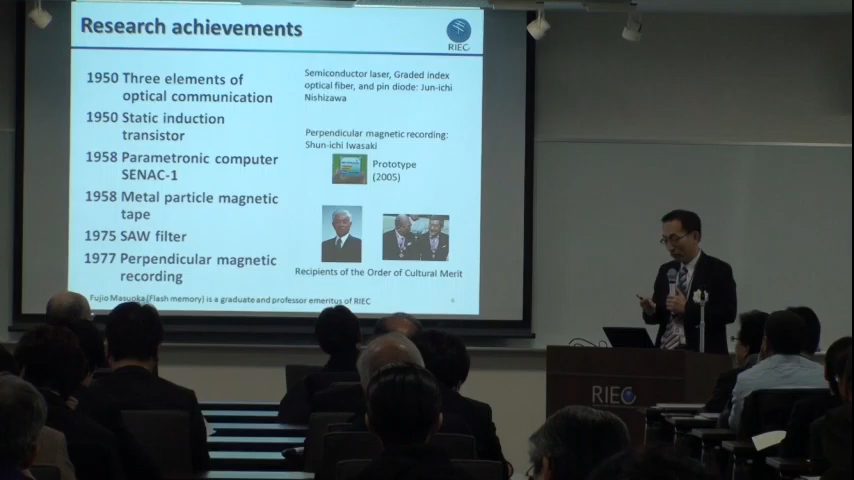 Research achievements
RIEC
1950 Three elements of
optical communication
1950 Static induction
transistor
1958 Parametronic computer
SENAC-1
1958 Metal particle magnetic
tape
1975 SAW filter
1977 Perpendicular magnetic
recording
Semiconductor laser, Graded index
optical fiber, and pin diode: Jun-ichi
Nishizawa
Perpendicular magnetic recording:
Shun-ichi Iwasaki
Prototype
(2005)
Recipients of the Order of Cultural Merit
Fujio Masuoka (Flash memory) is a graduate and professor emeritus of RIEC
RIEC